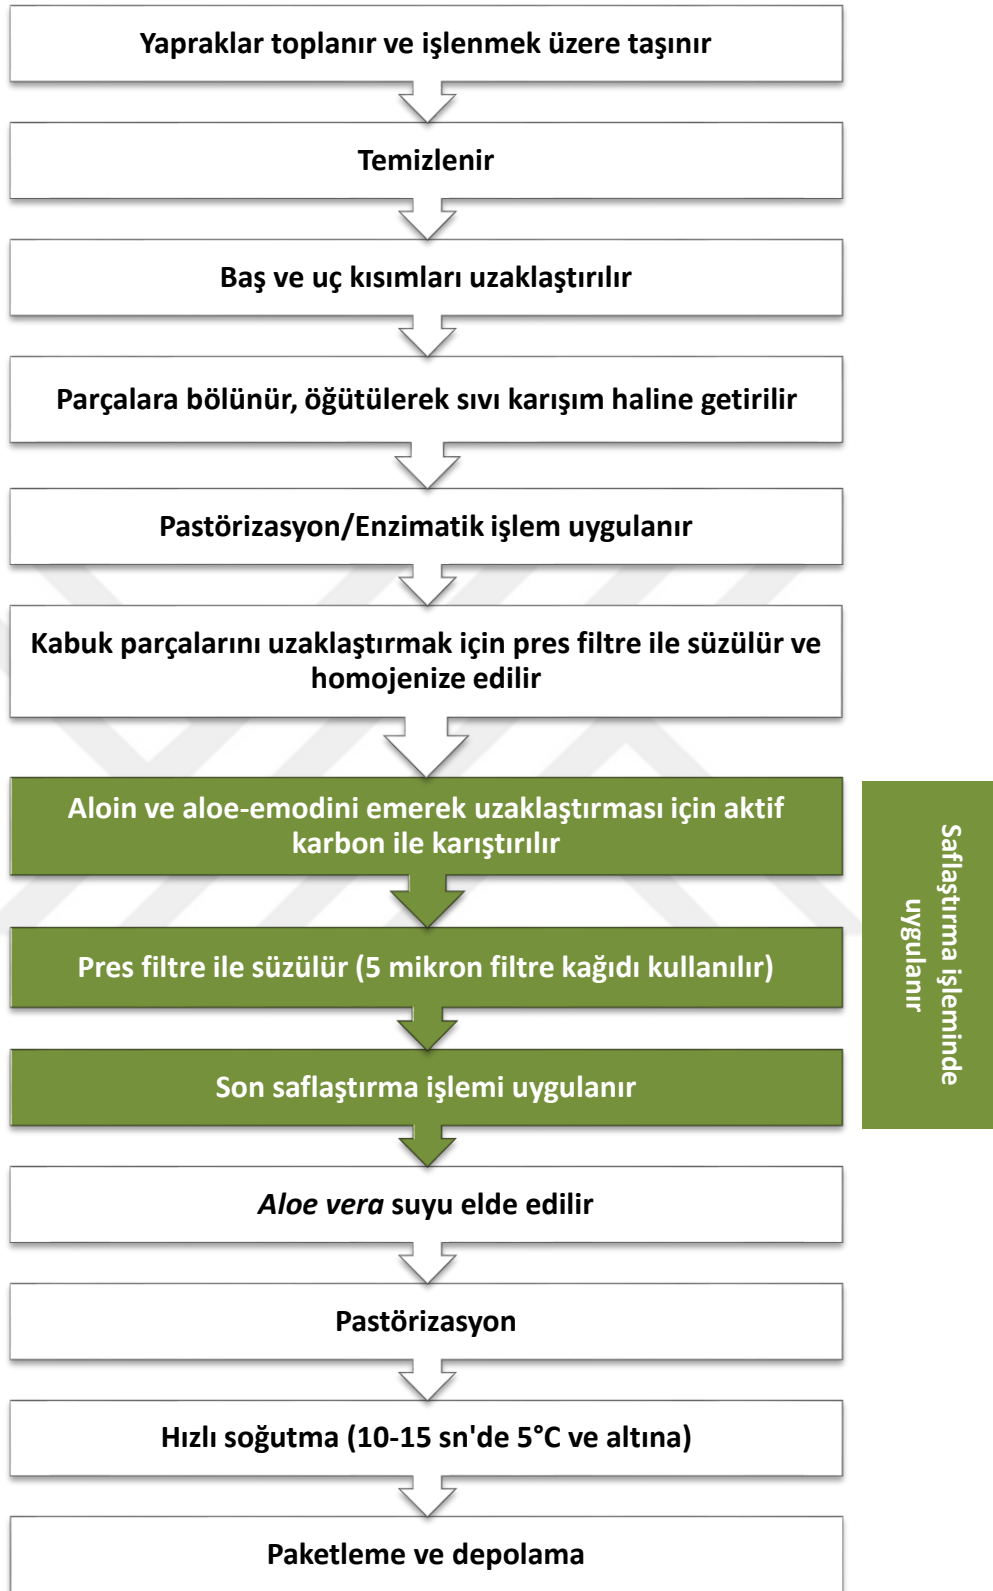 Yapraklar toplanır ve işlenmek üzere taşınır
Temizlenir
Baş ve uç kısımları uzaklaştırılır
Parçalara bölünür, öğütülerek sıvı karışım haline getirilir
Pastörizasyon/Enzimatik işlem uygulanır
Kabuk parçalarını uzaklaştırmak için pres filtre ile süzülür ve
homojenize edilir
Aloin ve aloe-emodini emerek uzaklaştırması için aktif
karbon ile karıştırılır
Pres filtre ile süzülür (5 mikron filtre kağıdı kullanılır)
Son saflaştırma işlemi uygulanır
Saflaştırma işleminde
uygulanır
Aloe vera suyu elde edilir
Pastörizasyon
Hızlı soğutma (10-15 sn'de 5°C ve altına)
Paketleme ve depolama